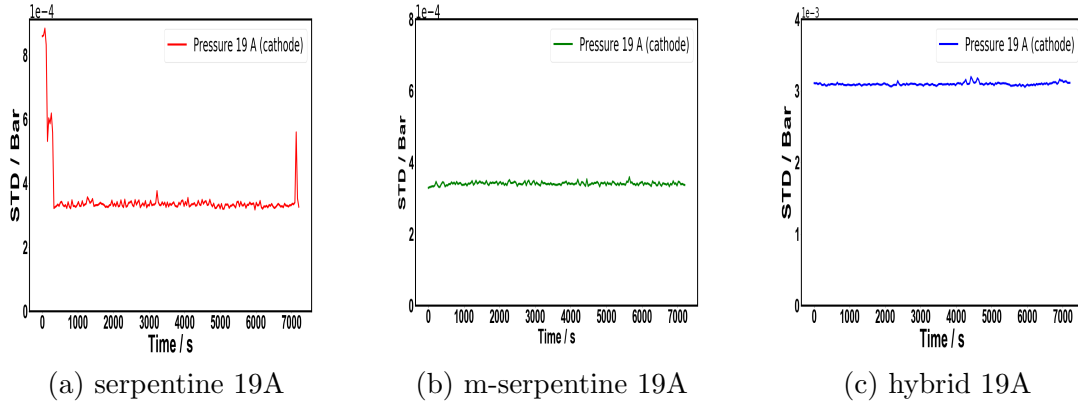 1e−4
Pressure 19 A (cathode)
STD / Bar
8
6
4
2
0
0 1000 2000 3000 4000 5000 6000 7000
Time / s
(a) serpentine 19A
1e−4
Pressure 19 A (cathode)
STD / Bar
8
6
4
2
0
0 1000 2000 3000 4000 5000 6000 7000
Time / s
(b) m-serpentine 19A
1e−3
Pressure 19 A (cathode)
STD / Bar
4
3
2
1
0
0 1000 2000 3000 4000 5000 6000 7000
Time / s
(c) hybrid 19A